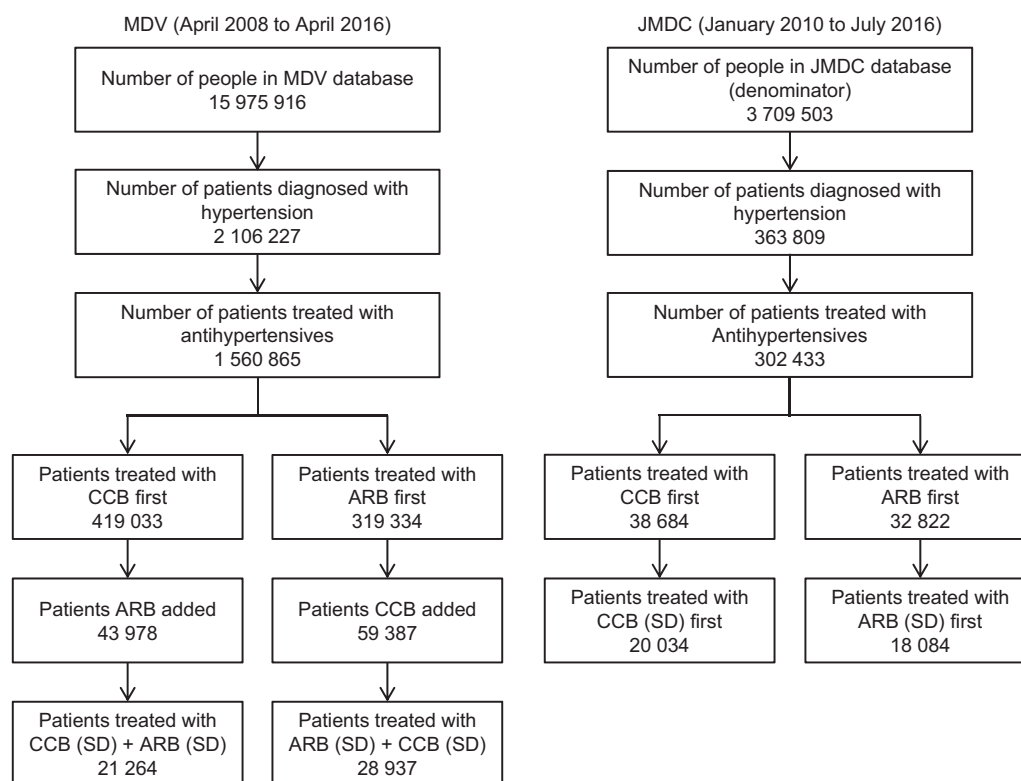 MDV (April 2008 to April 2016)
Number of people in MDV database
15 975 916
Number of patients diagnosed with
hypertension
2 106 227
Number of patients treated with
antihypertensives
1 560 865
Patients treated with
CCB first
419 033
Patients treated with
ARB first
319 334
Patients ARB added
43 978
Patients CCB added
59 387
Patients treated with
CCB (SD) + ARB (SD)
21 264
Patients treated with
ARB (SD) + CCB (SD)
28 937
JMDC (January 2010 to July 2016)
Number of people in JMDC database
(denominator)
3 709 503
Number of patients diagnosed with
hypertension
363 809
Number of patients treated with
Antihypertensives
302 433
Patients treated with
CCB first
38 684
Patients treated with
ARB first
32 822
Patients treated with
CCB (SD) first
20 034
Patients treated with
ARB (SD) first
18 084